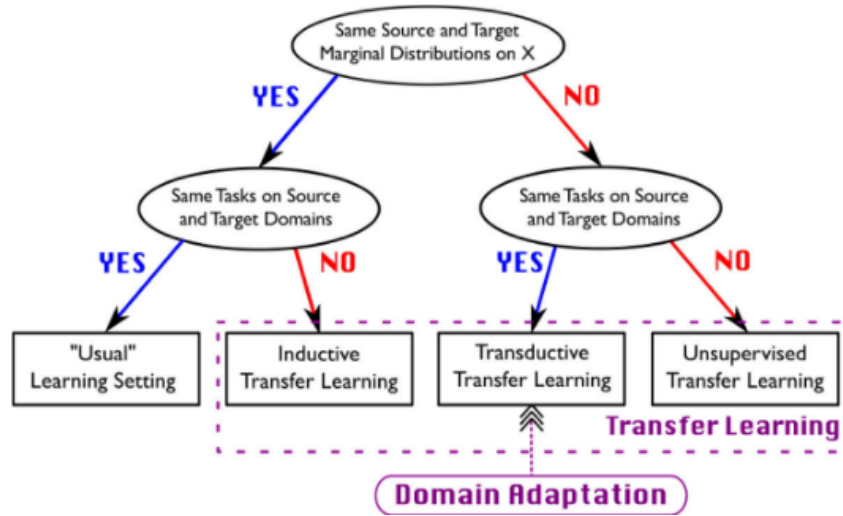 Same Source and Target
Marginal Distributions on X
YES
NO
Same Tasks on Source
and Target Domains
Same Tasks on Source
and Target Domains
YES
NO
YES
NO
"Usual"
Learning Setting
Inductive
Transfer Learning
Transductive
Transfer Learning
Unsupervised
Transfer Learning
Transfer Learning
Domain Adaptation